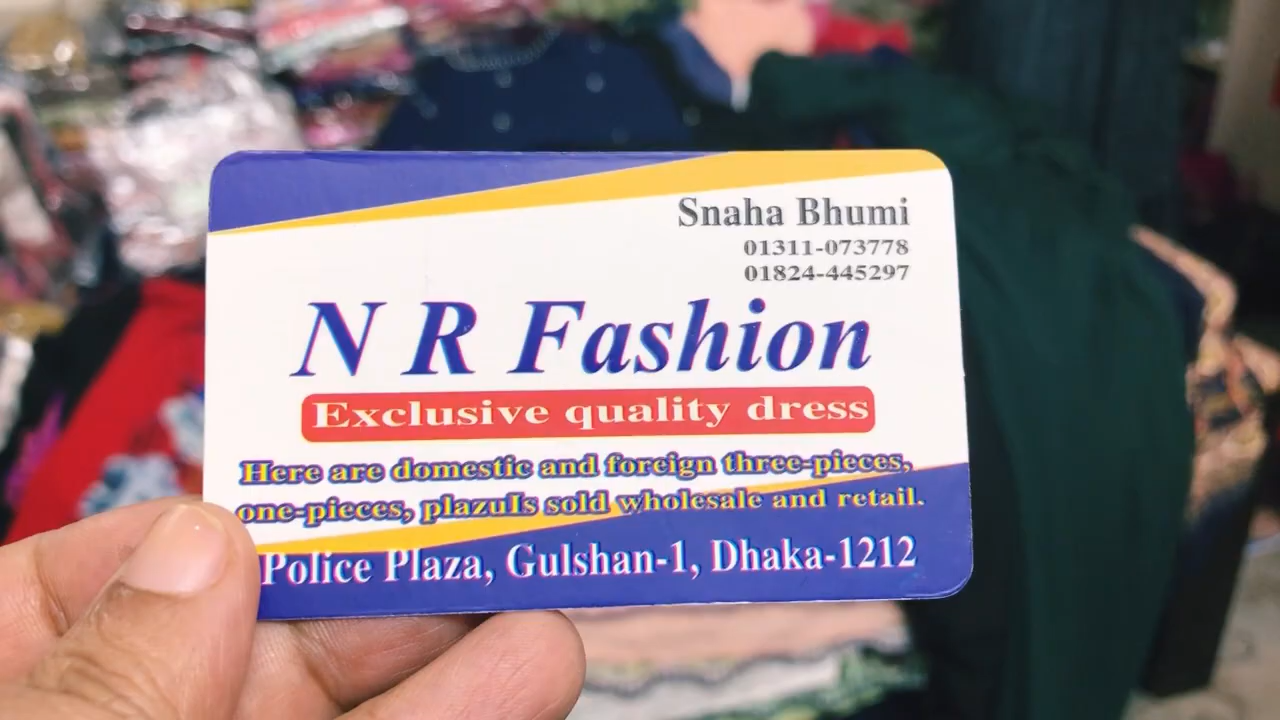 Snaha Bhumi
01311-073778
01824-445297
N R Fashion
Exclusive quality dress
Here are domestic and foreign three-pieces,
one-pieces, plazuIs sold wholesale and retail.
Police Plaza, Gulshan-1, Dhaka-1212